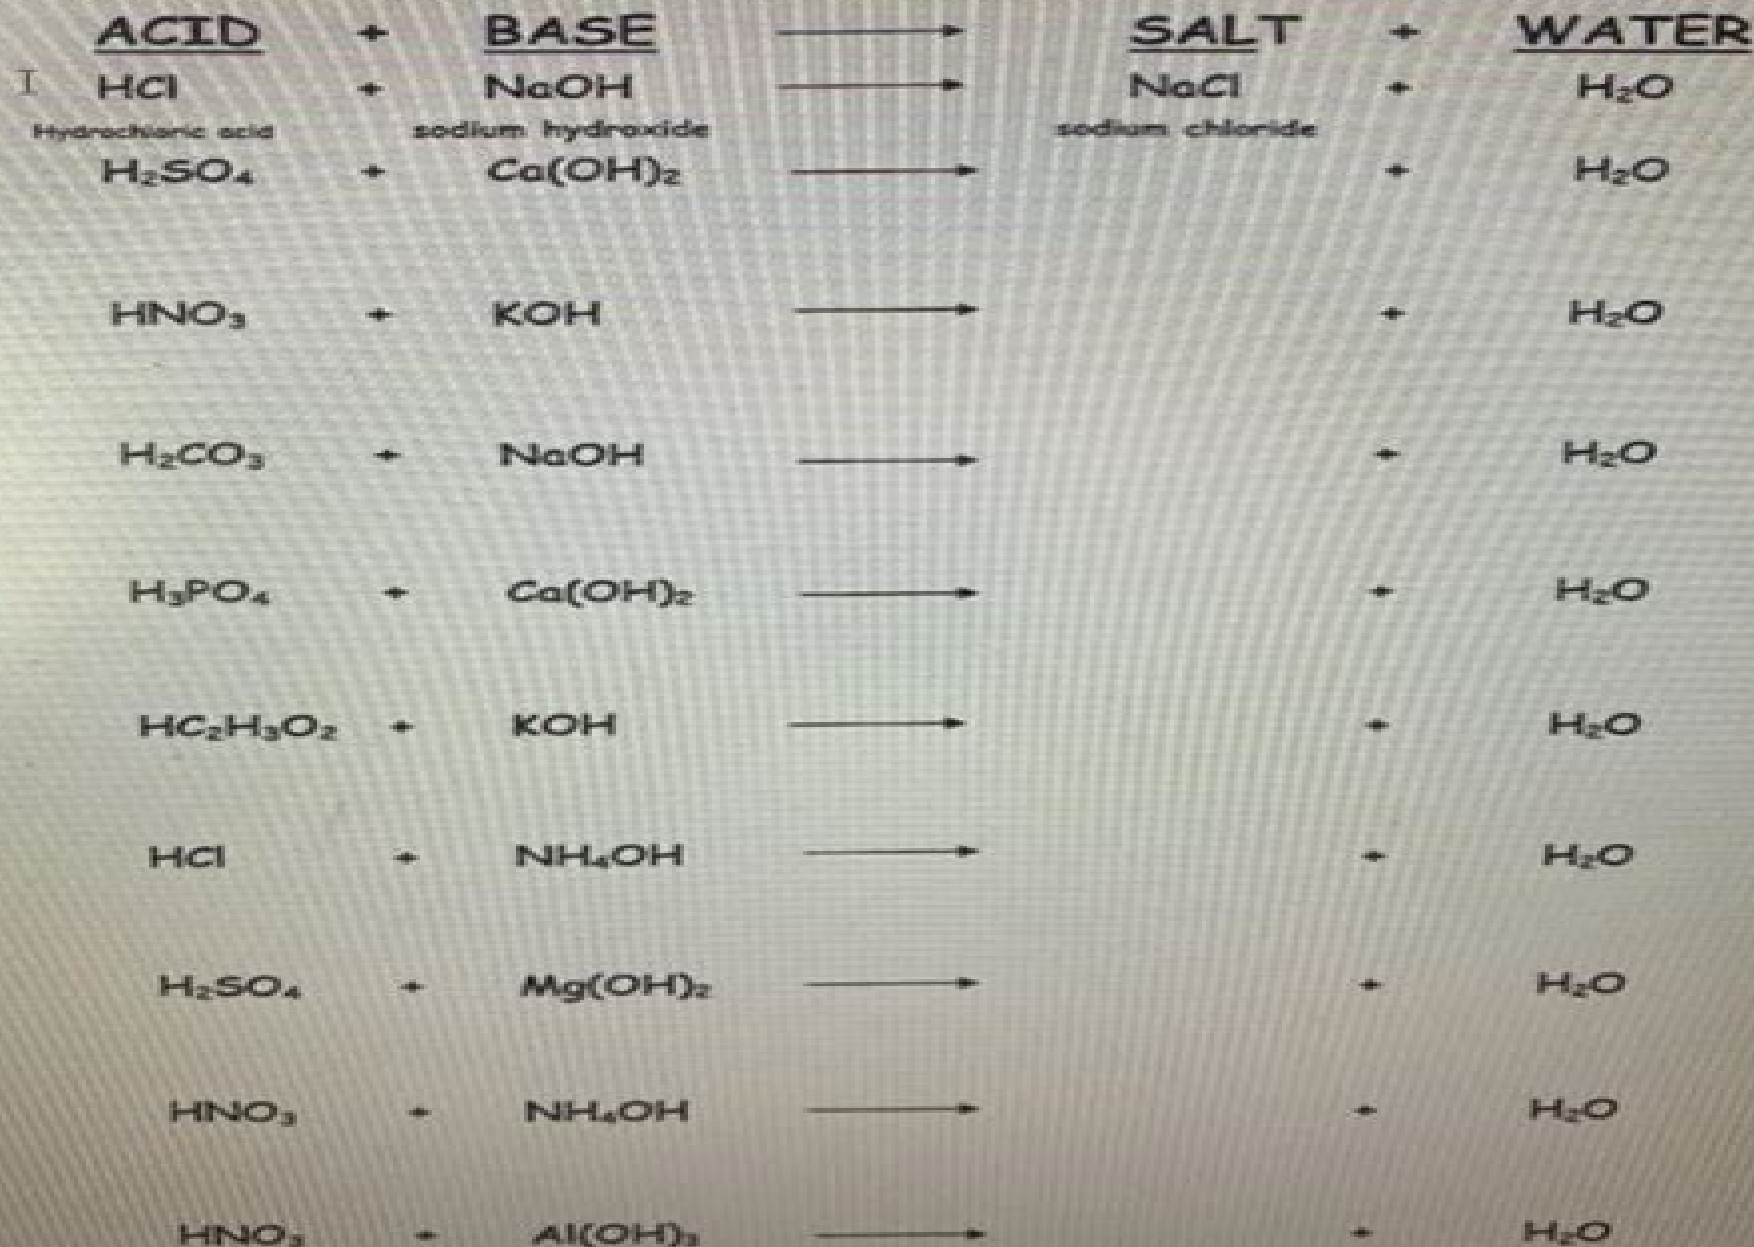 ACID + BASE → SALT + WATER
HCl + NaOH → NaCl + H₂O
Hydrochloric acid sodium hydroxide sodium chloride
H₂SO₄ + Ca(OH)₂ → + H₂O
HNO₃ + KOH → + H₂O
H₂CO₃ + NaOH → + H₂O
H₃PO₄ + Ca(OH)₂ → + H₂O
HC₂H₃O₂ + KOH → + H₂O
HCl + NH₄OH → + H₂O
H₂SO₄ + Mg(OH)₂ → + H₂O
HNO₃ + NH₄OH → + H₂O
HNO₃ + Al(OH)₃ → + H₂O